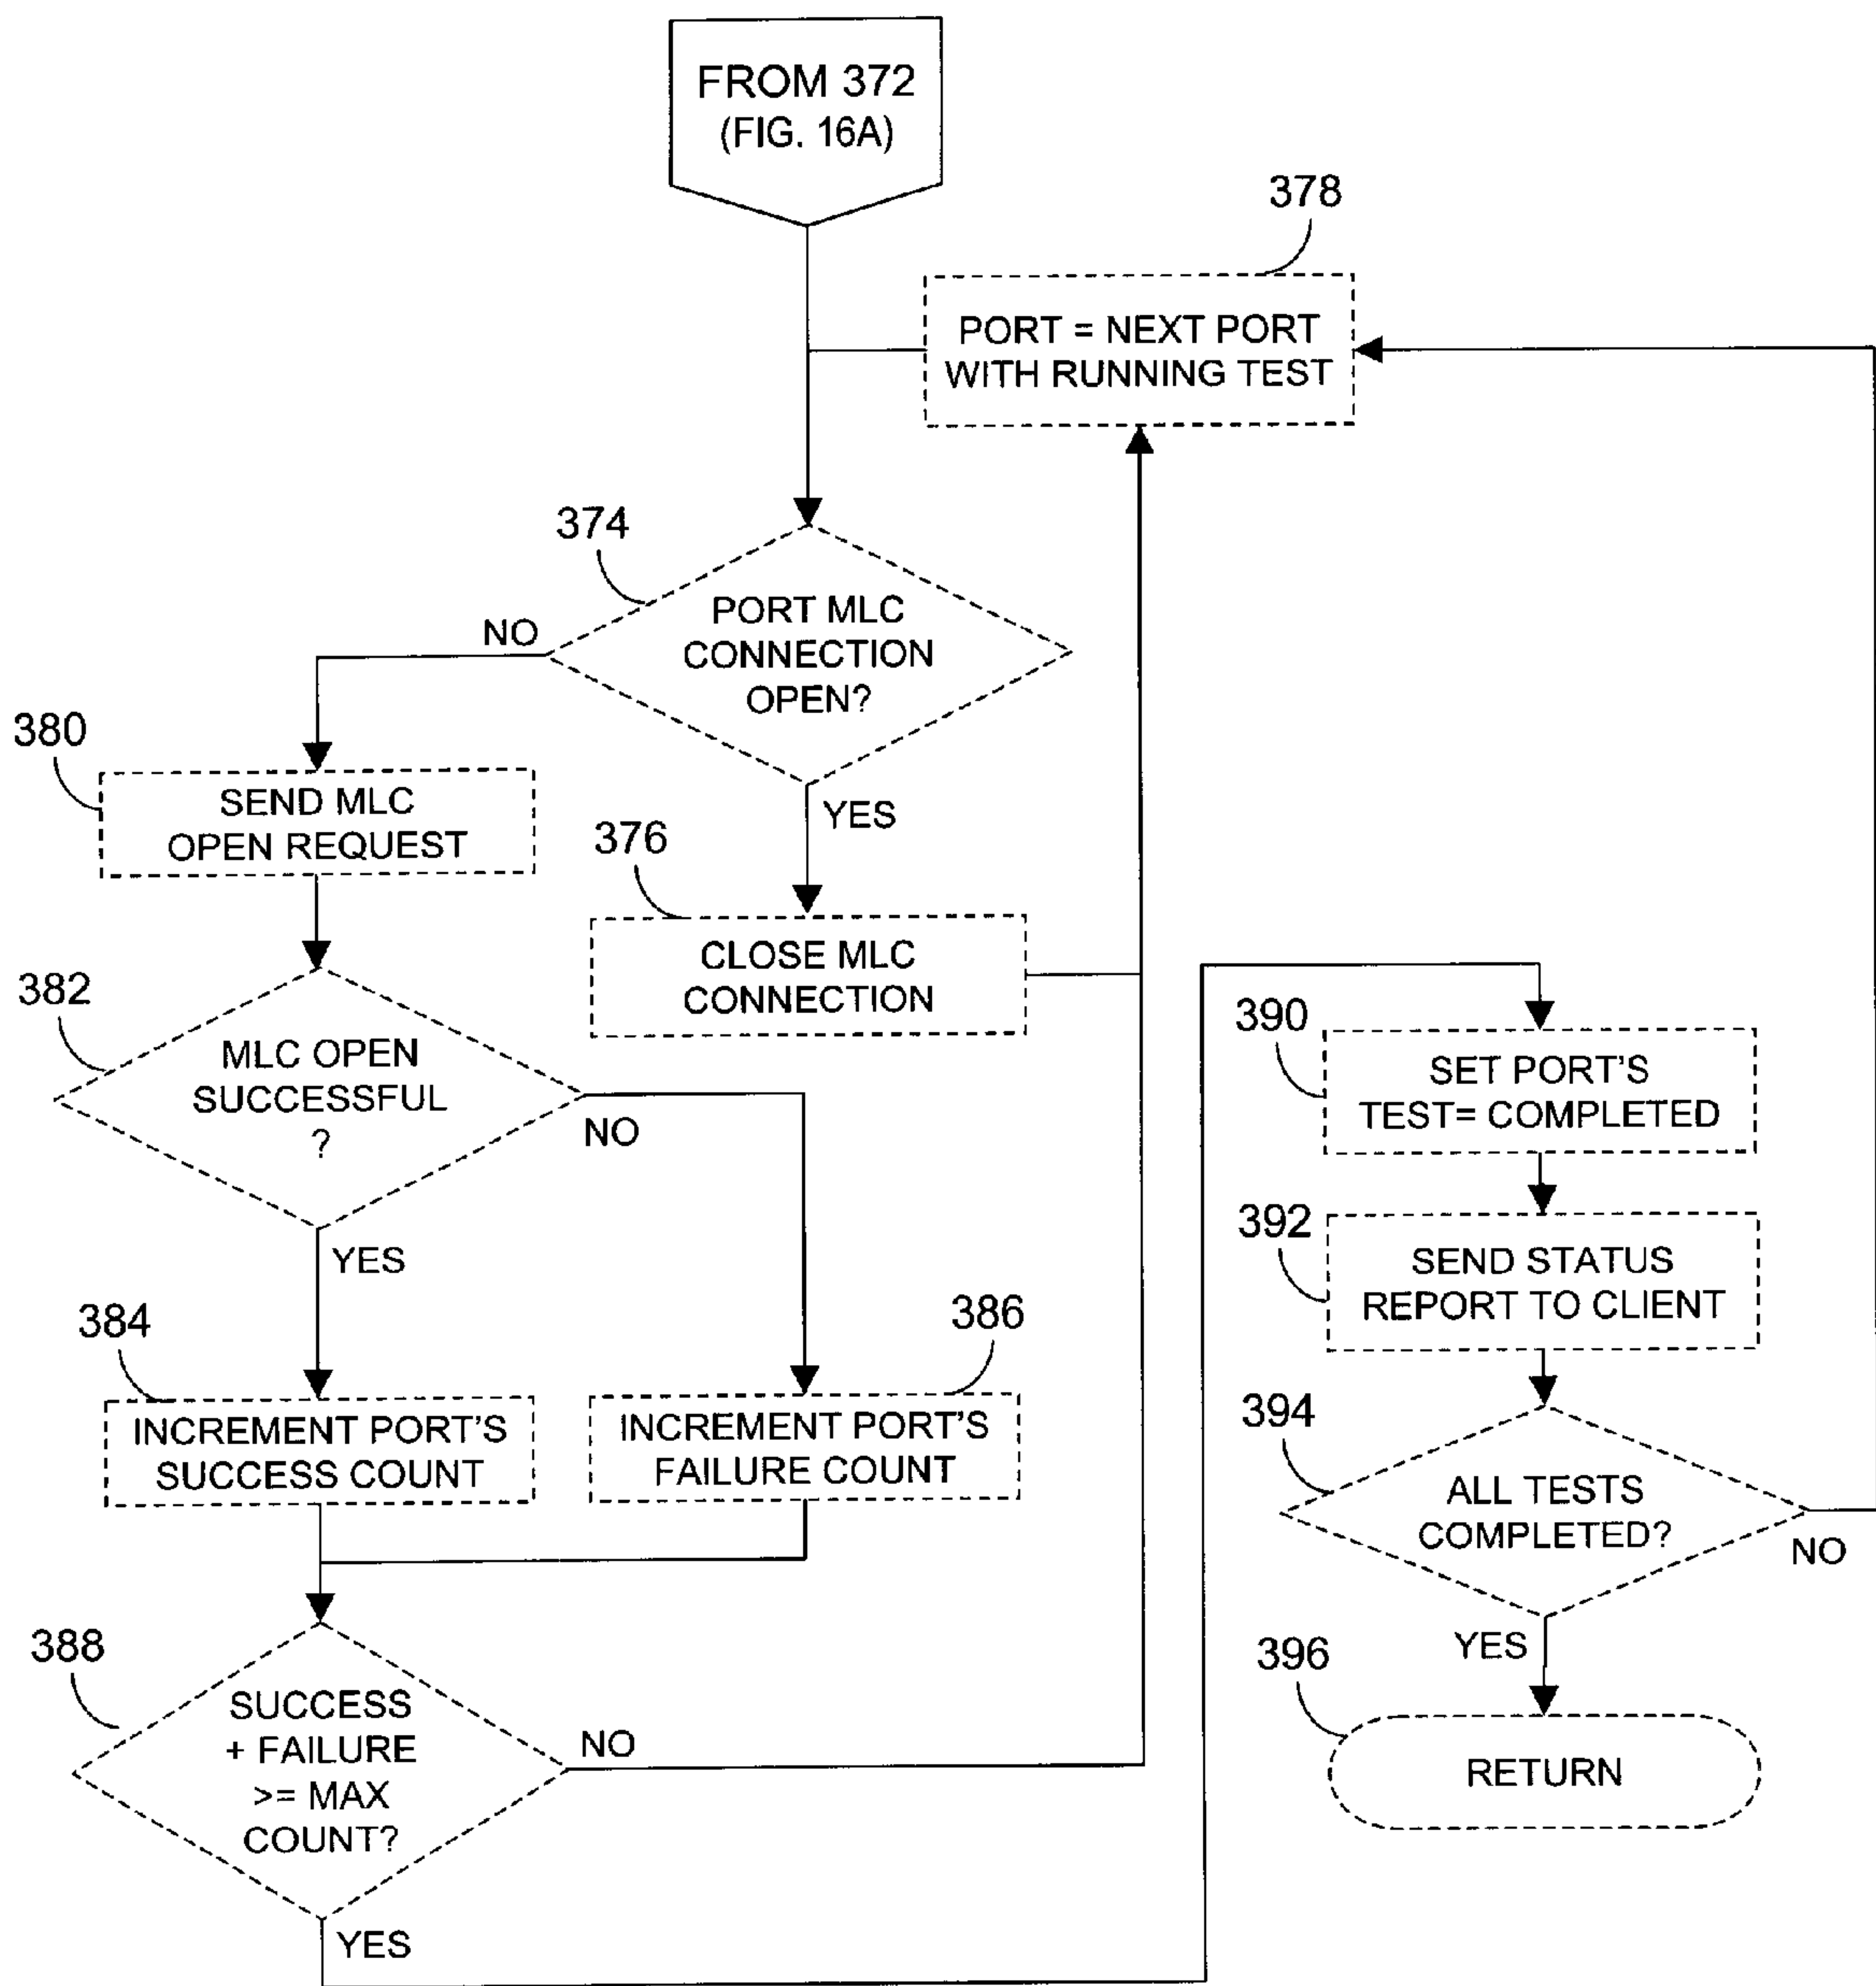 FROM 372
(FIG. 16A)
378
PORT = NEXT PORT
WITH RUNNING TEST
374
PORT MLC
CONNECTION
OPEN?
NO
YES
380
SEND MLC
OPEN REQUEST
376
CLOSE MLC
CONNECTION
382
MLC OPEN
SUCCESSFUL
?
NO
YES
384
INCREMENT PORT'S
SUCCESS COUNT
386
INCREMENT PORT'S
FAILURE COUNT
388
SUCCESS
+ FAILURE
>= MAX
COUNT?
NO
YES
390
SET PORT'S
TEST= COMPLETED
392
SEND STATUS
REPORT TO CLIENT
394
ALL TESTS
COMPLETED?
NO
YES
396
RETURN